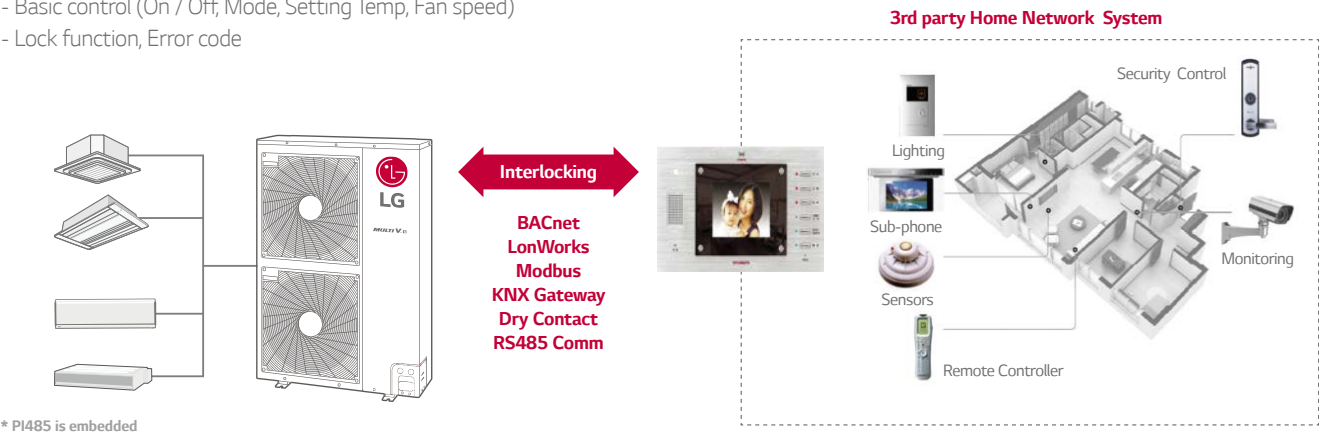 - Basic control (On / Off, Mode, Setting Temp, Fan speed)
- Lock function, Error code
3rd party Home Network System
LG
MULTI V
Interlocking
BACnet
LonWorks
Modbus
KNX Gateway
Dry Contact
RS485 Comm
Lighting
Sub-phone
Sensors
Remote Controller
Security Control
Monitoring
* PI485 is embedded